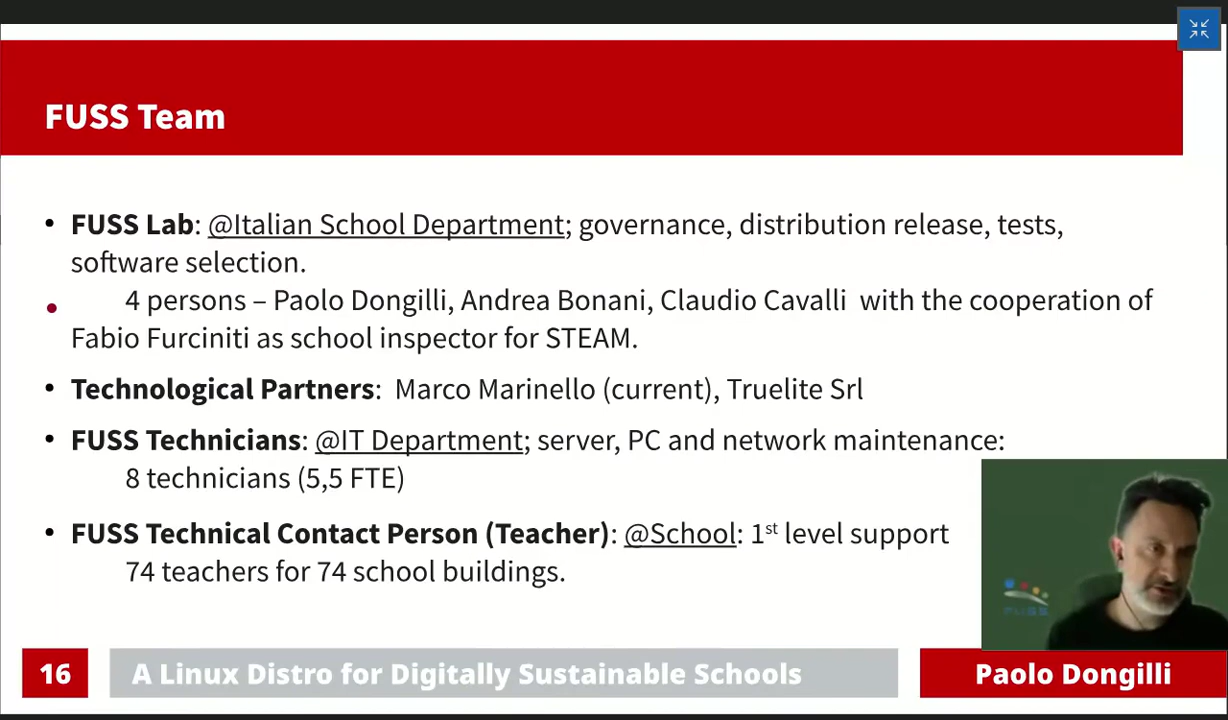 FUSS Team
• FUSS Lab: @Italian School Department; governance, distribution release, tests,
software selection.
• 4 persons – Paolo Dongilli, Andrea Bonani, Claudio Cavalli with the cooperation of
Fabio Furciniti as school inspector for STEAM.
• Technological Partners: Marco Marinello (current), Truelite Srl
• FUSS Technicians: @IT Department; server, PC and network maintenance:
8 technicians (5,5 FTE)
• FUSS Technical Contact Person (Teacher): @School: 1st level support
74 teachers for 74 school buildings.
FUSS
16
A Linux Distro for Digitally Sustainable Schools
Paolo Dongilli